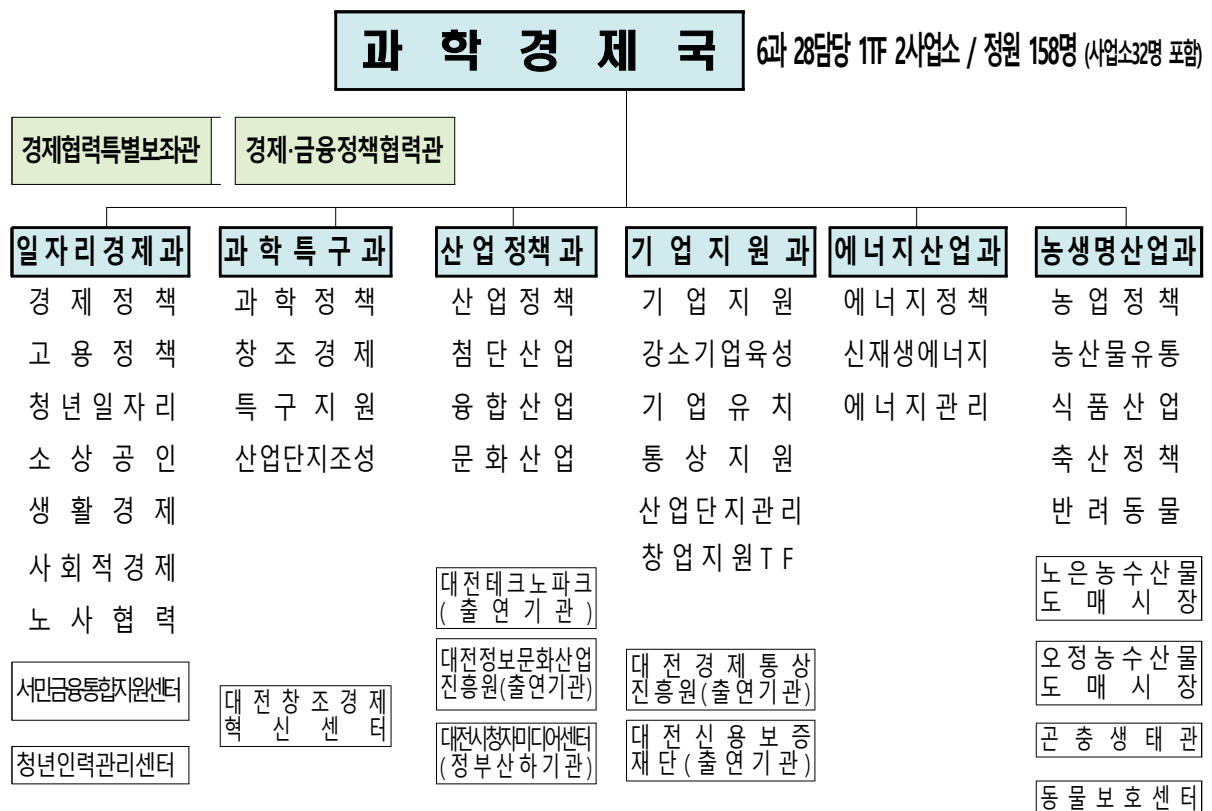 과학경제국 6과 28담당 1TF 2사업소 / 정원 158명 (사업소32명 포함)
경제협력특별보좌관 경제·금융정책협력관
일자리경제과 과학특구과 산업정책과 기업지원과 에너지산업과 농생명산업과
경제정책 과학정책 산업정책 기업지원 에너지정책 농업정책
고용정책 창조경제 첨단산업 강소기업육성 신재생에너지 농산물유통
청년일자리 특구지원 융합산업 기업유치 에너지관리 식품산업
소상공인 산업단지조성 문화산업 통상지원 축산정책
생활경제 산업단지관리 반려동물
사회적경제 창업지원TF
노사협력
서민금융통합지원센터
청년인력관리센터
대전창조경제
혁신센터
대전테크노파크
(출연기관)
대전정보문화산업
진흥원(출연기관)
대전시청자미디어센터
(정부산하기관)
대전경제통상
진흥원(출연기관)
대전신용보증
재단(출연기관)
노은농수산물
도매시장
오정농수산물
도매시장
곤충생태관
동물보호센터